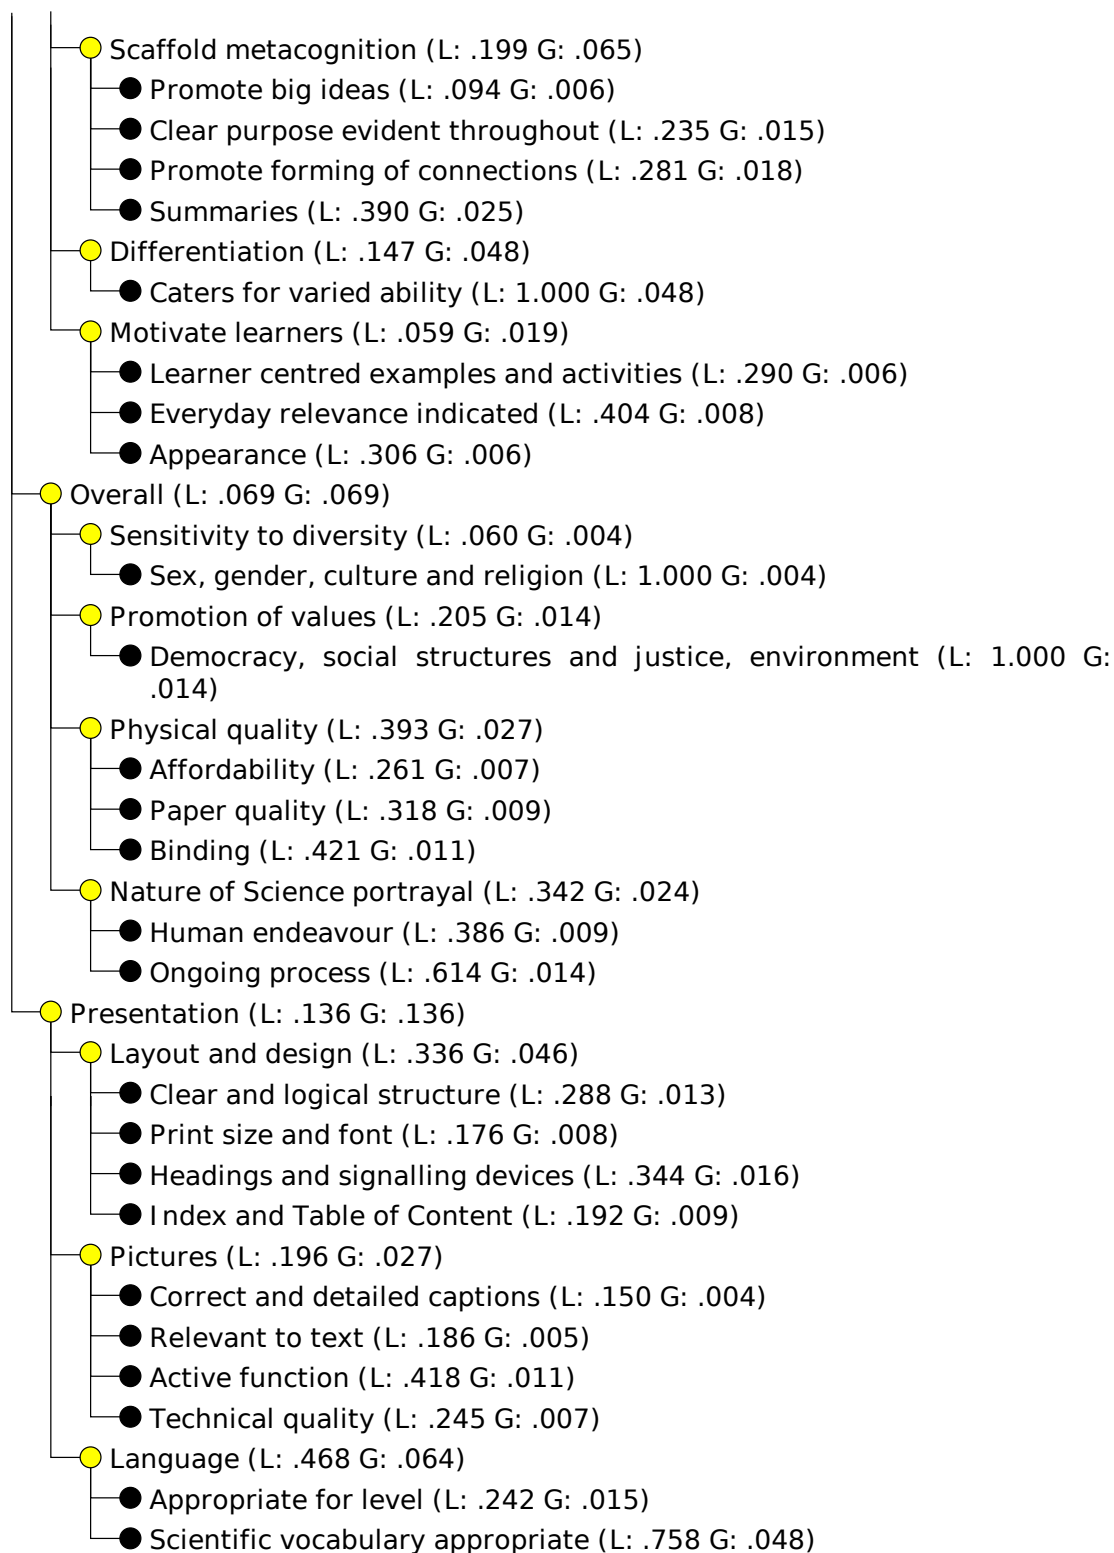 Scaffold metacognition (L: .199 G: .065)
Promote big ideas (L: .094 G: .006)
Clear purpose evident throughout (L: .235 G: .015)
Promote forming of connections (L: .281 G: .018)
Summaries (L: .390 G: .025)
Differentiation (L: .147 G: .048)
Caters for varied ability (L: 1.000 G: .048)
Motivate learners (L: .059 G: .019)
Learner centred examples and activities (L: .290 G: .006)
Everyday relevance indicated (L: .404 G: .008)
Appearance (L: .306 G: .006)
Overall (L: .069 G: .069)
Sensitivity to diversity (L: .060 G: .004)
Sex, gender, culture and religion (L: 1.000 G: .004)
Promotion of values (L: .205 G: .014)
Democracy, social structures and justice, environment (L: 1.000 G:
.014)
Physical quality (L: .393 G: .027)
Affordability (L: .261 G: .007)
Paper quality (L: .318 G: .009)
Binding (L: .421 G: .011)
Nature of Science portrayal (L: .342 G: .024)
Human endeavour (L: .386 G: .009)
Ongoing process (L: .614 G: .014)
Presentation (L: .136 G: .136)
Layout and design (L: .336 G: .046)
Clear and logical structure (L: .288 G: .013)
Print size and font (L: .176 G: .008)
Headings and signalling devices (L: .344 G: .016)
Index and Table of Content (L: .192 G: .009)
Pictures (L: .196 G: .027)
Correct and detailed captions (L: .150 G: .004)
Relevant to text (L: .186 G: .005)
Active function (L: .418 G: .011)
Technical quality (L: .245 G: .007)
Language (L: .468 G: .064)
Appropriate for level (L: .242 G: .015)
Scientific vocabulary appropriate (L: .758 G: .048)